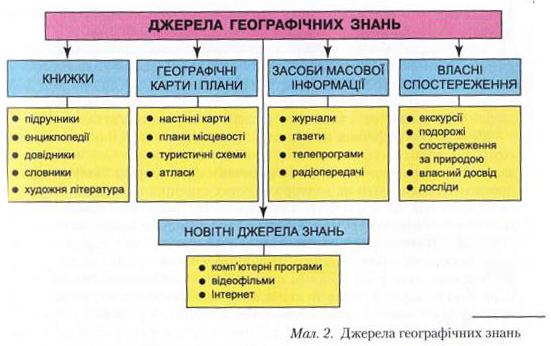 ДЖЕРЕЛА ГЕОГРАФІЧНИХ ЗНАНЬ
КНИЖКИ
підручники
енциклопедії
довідники
словники
художня література
ГЕОГРАФІЧНІ
КАРТИ І ПЛАНИ
настінні карти
плани місцевості
туристичні схеми
атласи
ЗАСОБИ МАСОВОЇ
ІНФОРМАЦІЇ
журнали
газети
телепрограми
радіопередачі
ВЛАСНІ
СПОСТЕРЕЖЕННЯ
екскурсії
подорожі
спостереження
за природою
власний досвід
досліди
НОВІТНІ ДЖЕРЕЛА ЗНАНЬ
комп'ютерні програми
відеофільми
Інтернет
Мал. 2. Джерела географічних знань